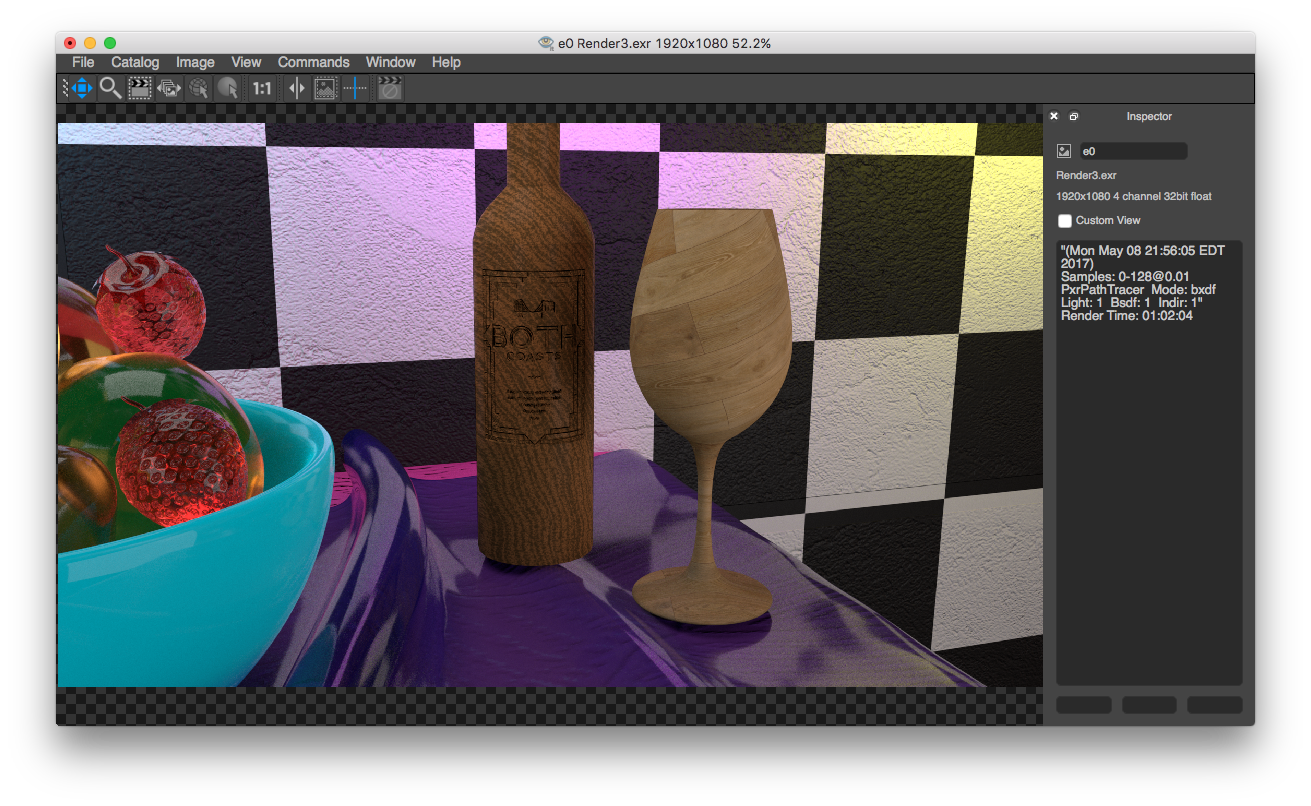 e0 Render3.exr 1920x1080 52.2%
File Catalog Image View Commands Window Help
1:1
Inspector
e0
Render3.exr
1920x1080 4 channel 32bit float
Custom View
"(Mon May 08 21:56:05 EDT
2017)
Samples: 0-128@0.01
PxrPathTracer Mode: bxdf
Light: 1 Bsdf: 1 Indir: 1"
Render Time: 01:02:04
BOTH
COASTS